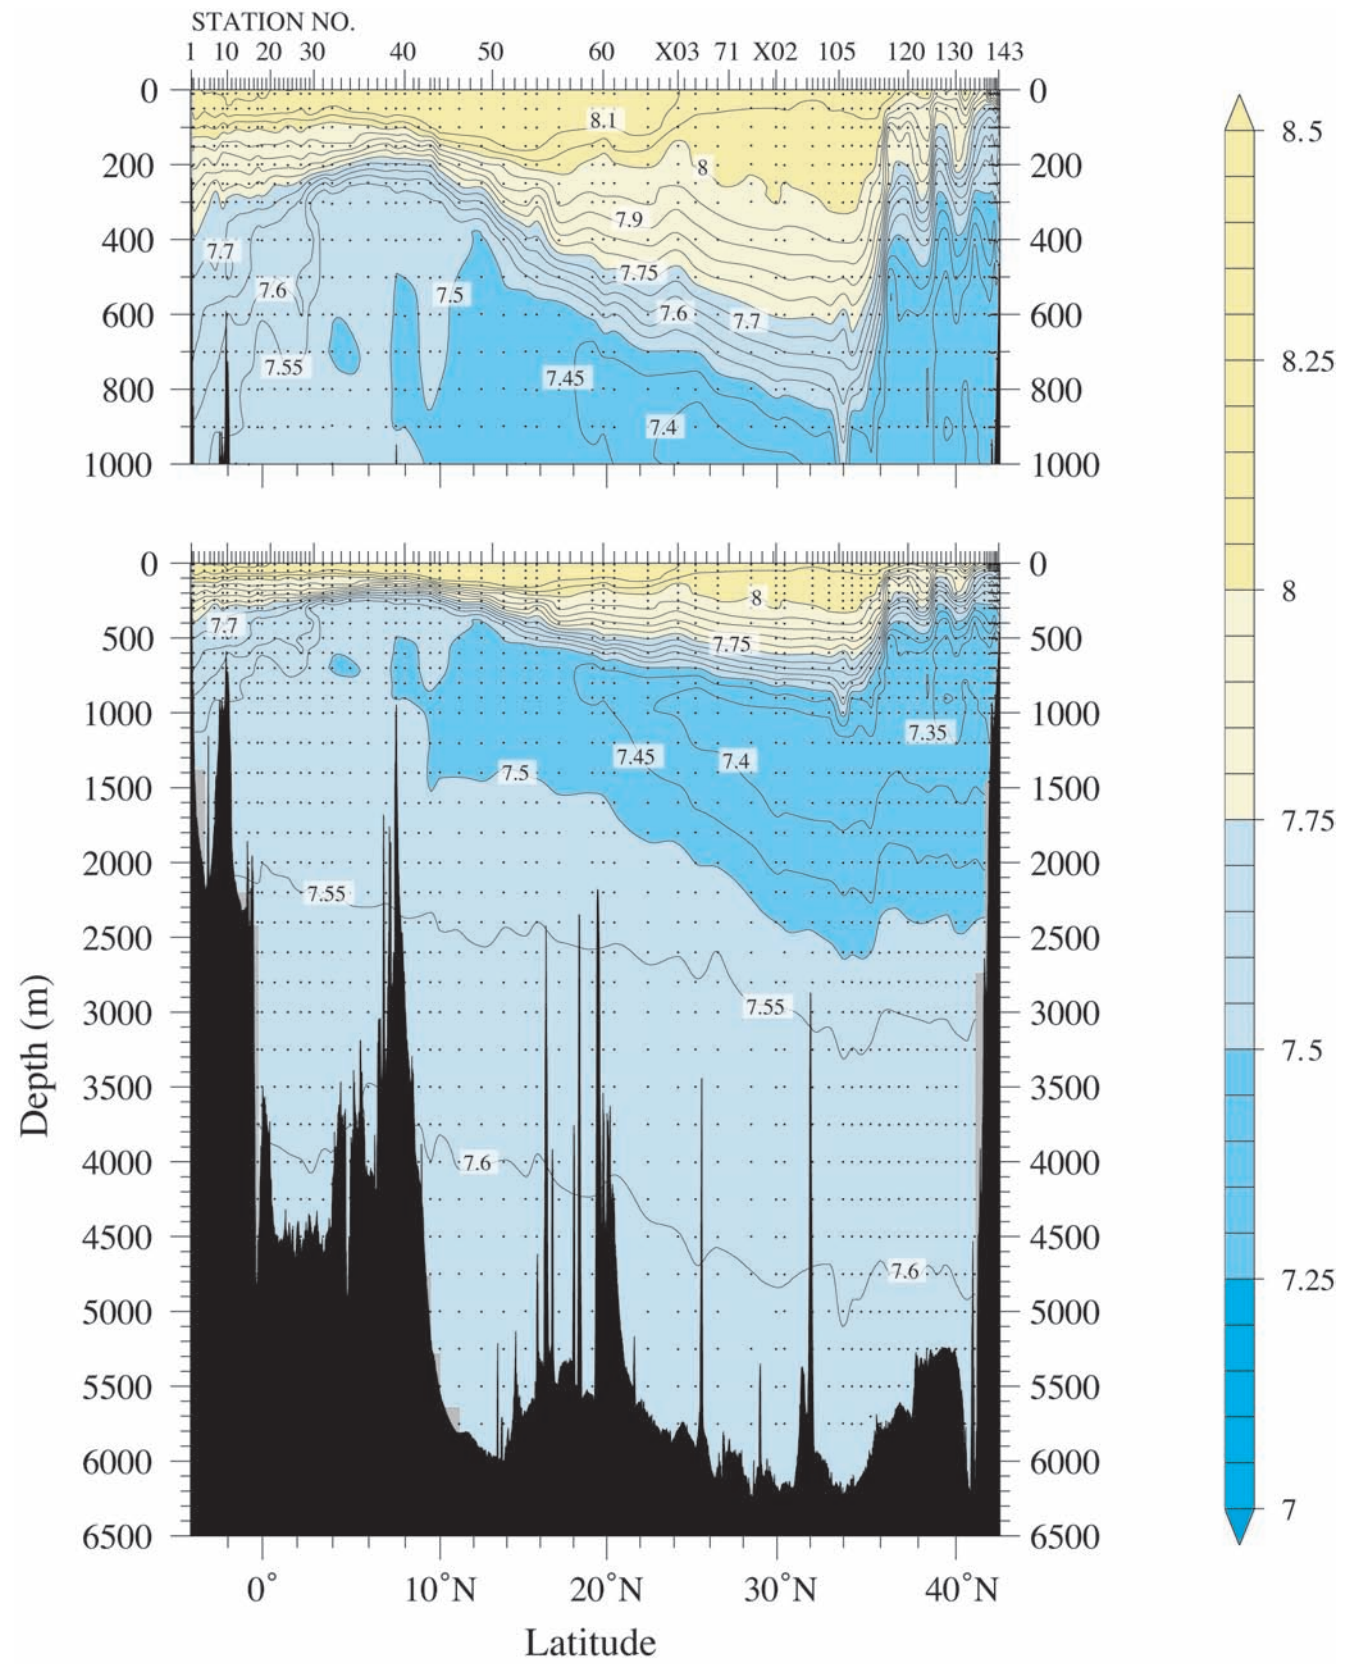 STATION NO.
1 10 20 30 40 50 60 X03 71 X02 105 120 130 143
0 0
8.1
200 8 200
7.9
400 7.7 7.75 400
7.6 7.5
600 7.6 7.7 600
7.55 7.45
800 800
7.4
1000 1000
0 0
8
7.7
500 7.75 500
1000 1000
7.35
7.45 7.4
1500 7.5 1500
2000 2000
7.55
2500 2500
3000 7.55 3000
3500 3500
4000 7.6 4000
4500 4500
7.6
5000 5000
5500 5500
6000 6000
6500 6500
0° 10°N 20°N 30°N 40°N
Latitude
Depth (m)
8.5
8.25
8
7.75
7.5
7.25
7